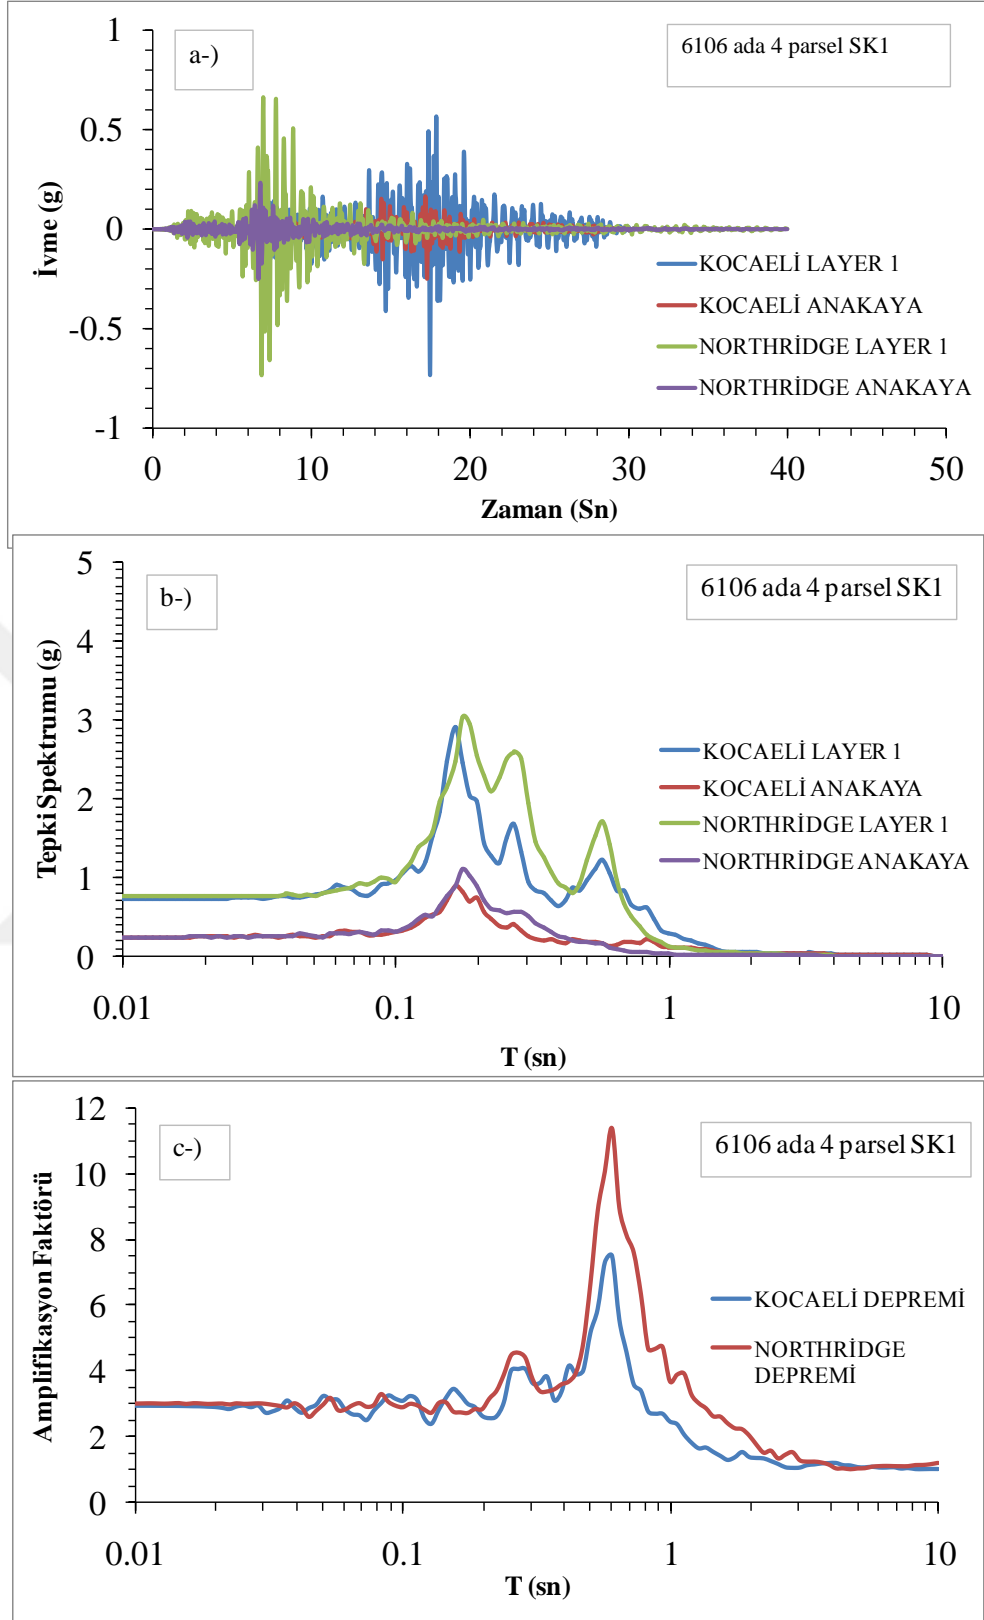 a-)
6106 ada 4 parsel SK1
1
0.5
0
-0.5
-1
İvme (g)
KOCAELİ LAYER 1
KOCAELİ ANAKAYA
NORTHRİDGE LAYER 1
NORTHRİDGE ANAKAYA
0 10 20 30 40 50
Zaman (Sn)
b-)
6106 ada 4 parsel SK1
5
4
3
2
1
0
Tepki Spektrumu (g)
KOCAELİ LAYER 1
KOCAELİ ANAKAYA
NORTHRİDGE LAYER 1
NORTHRİDGE ANAKAYA
0.01 0.1 1 10
T (sn)
c-)
6106 ada 4 parsel SK1
12
10
8
6
4
2
0
Amplifikasyon Faktörü
KOCAELİ DEPREMİ
NORTHRİDGE
DEPREMİ
0.01 0.1 1 10
T (sn)